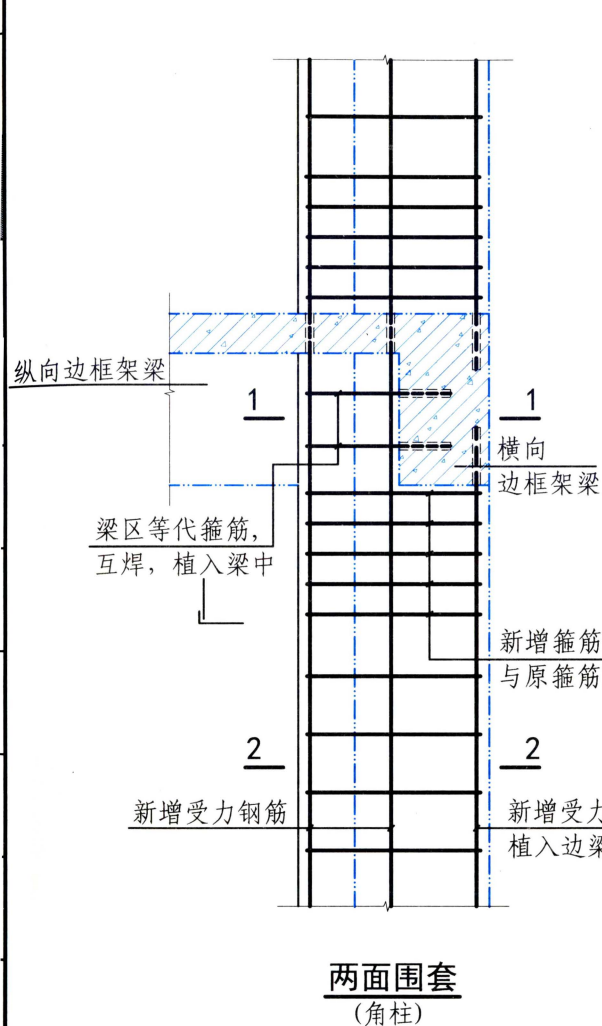 纵向边框架梁
1
1
横向
边框架梁
梁区等代箍筋,
互焊, 植入梁中
新增箍筋
与原箍筋
2
2
新增受力钢筋
新增受力
植入边梁
两面围套
(角柱)